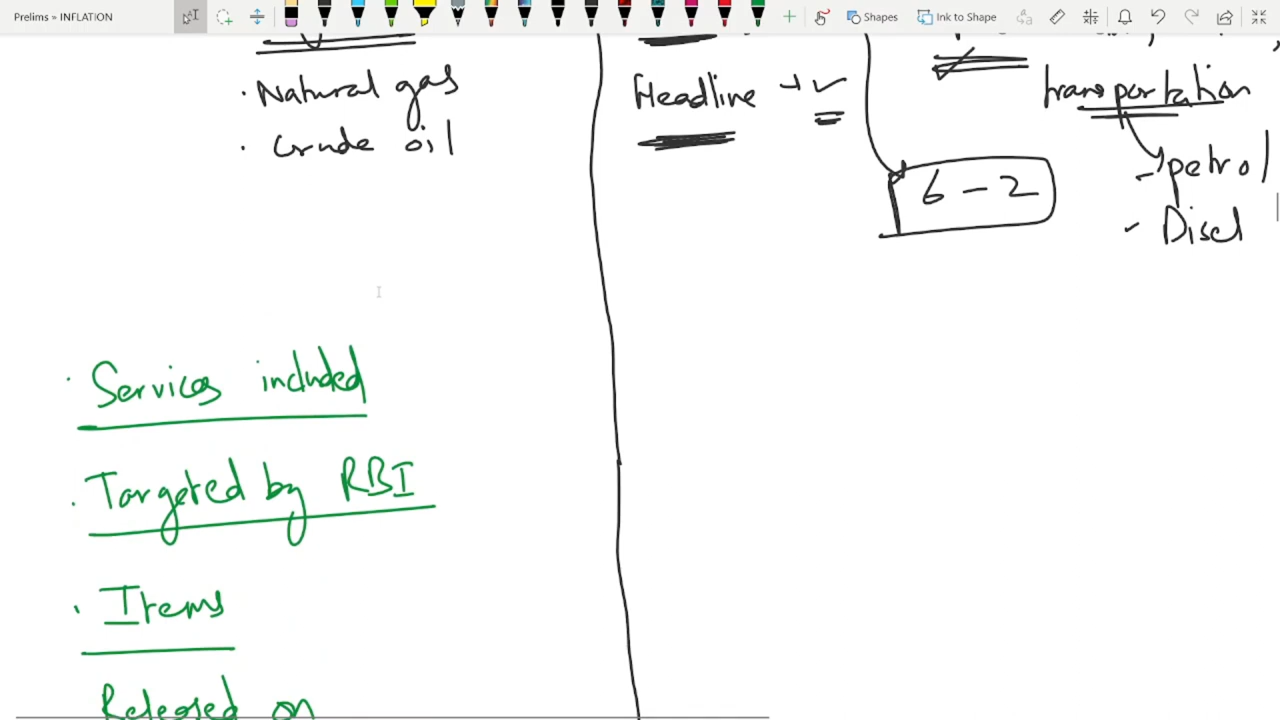 Prelims » INFLATION
Shapes
Ink to Shape
· Natural gas
· Crude oil
Headline → ✓
6 - 2
transportation
- petrol
- Disel
· Services included
· Targeted by RBI
· Items
Released on